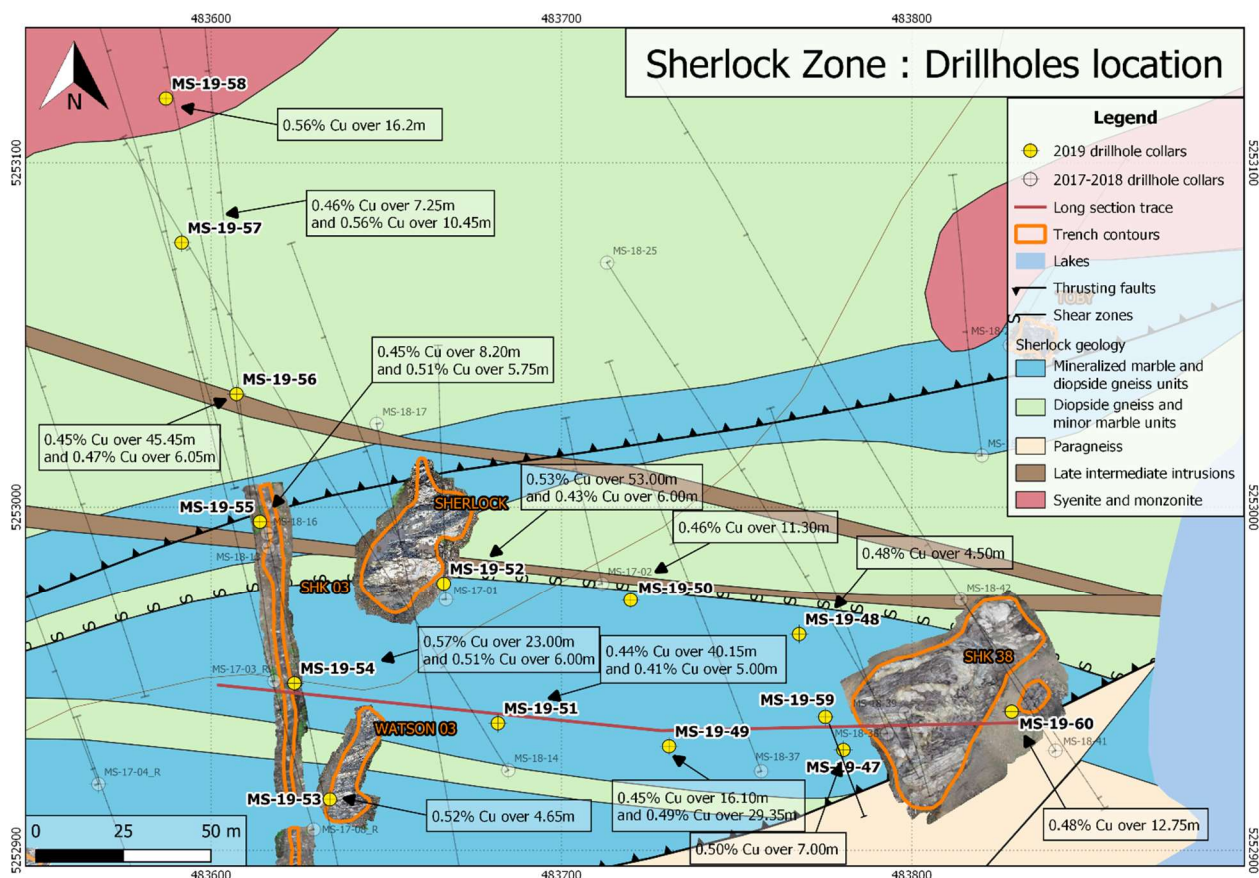 483600
483700
483800
Sherlock Zone : Drillholes location
N
MS-19-58
0.56% Cu over 16.2m
5253100
5253100
Legend
2019 drillhole collars
2017-2018 drillhole collars
Long section trace
Trench contours
Lakes
Thrusting faults
Shear zones
Sherlock geology
Mineralized marble and
diopside gneiss units
Diopside gneiss and
minor marble units
Paragneiss
Late intermediate intrusions
Syenite and monzonite
0.46% Cu over 7.25m
and 0.56% Cu over 10.45m
MS-19-57
MS-18-25
TOBY
0.45% Cu over 8.20m
and 0.51% Cu over 5.75m
MS-19-56
MS-18-17
0.45% Cu over 45.45m
and 0.47% Cu over 6.05m
0.53% Cu over 53.00m
and 0.43% Cu over 6.00m
SHERLOCK
5253000
5253000
MS-19-55
MS-18-16
0.46% Cu over 11.30m
0.48% Cu over 4.50m
SHK 03
MS-19-52
MS-17-01
MS-17-02
MS-19-50
MS-18-42
MS-19-48
SHK 38
0.57% Cu over 23.00m
and 0.51% Cu over 6.00m
0.44% Cu over 40.15m
and 0.41% Cu over 5.00m
MS-17-03_R
MS-19-54
MS-19-51
MS-19-59
MS-18-39
MS-19-60
WATSON 03
MS-19-49
MS-18-38
MS-18-41
MS-17-04_R
MS-18-14
MS-18-37
MS-19-47
MS-19-53
0.52% Cu over 4.65m
0.45% Cu over 16.10m
and 0.49% Cu over 29.35m
0.48% Cu over 12.75m
0.50% Cu over 7.00m
0 25 50 m
5252900
5252900
483600
483700
483800